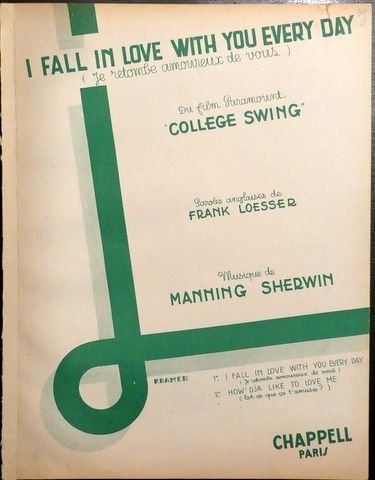 I FALL IN LOVE WITH YOU EVERY DAY
( Je retombe amoureux de vous )
Du film Paramount
"COLLEGE SWING"
Paroles anglaises de
FRANK LOESSER
Musique de
MANNING SHERWIN
KRAMER
1º I FALL IN LOVE WITH YOU EVERY DAY
( Je retombe amoureux de vous )
2º HOW'DJA LIKE TO LOVE ME
( Est ce que ça t'amuse ? )
CHAPPELL
PARIS